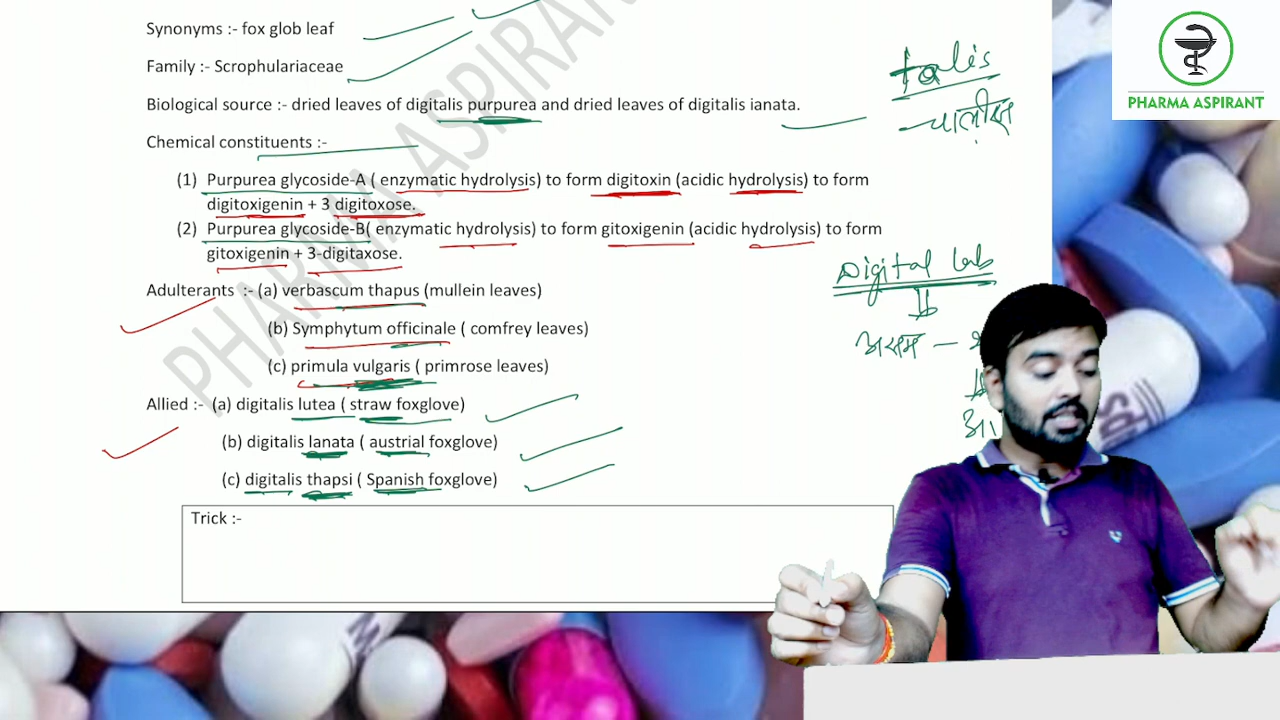 Synonyms :- fox glob leaf
Family :- Scrophulariaceae
Biological source :- dried leaves of digitalis purpurea and dried leaves of digitalis ianata.
Chemical constituents :-
(1) Purpurea glycoside-A ( enzymatic hydrolysis) to form digitoxin (acidic hydrolysis) to form
digitoxigenin + 3 digitoxose.
(2) Purpurea glycoside-B( enzymatic hydrolysis) to form gitoxigenin (acidic hydrolysis) to form
gitoxigenin + 3-digitaxose.
Adulterants :- (a) verbascum thapus (mullein leaves)
(b) Symphytum officinale ( comfrey leaves)
(c) primula vulgaris ( primrose leaves)
Allied :- (a) digitalis lutea ( straw foxglove)
(b) digitalis lanata ( austrial foxglove)
(c) digitalis thapsi ( Spanish foxglove)
Trick :-
talis
Digital lab
PHARMA ASPIRANT
PHARMA ASPIRAN